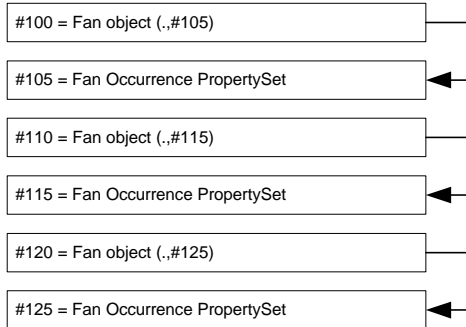 #100 = Fan object (.,#105)
#105 = Fan Occurrence PropertySet
#110 = Fan object (.,#115)
#115 = Fan Occurrence PropertySet
#120 = Fan object (.,#125)
#125 = Fan Occurrence PropertySet